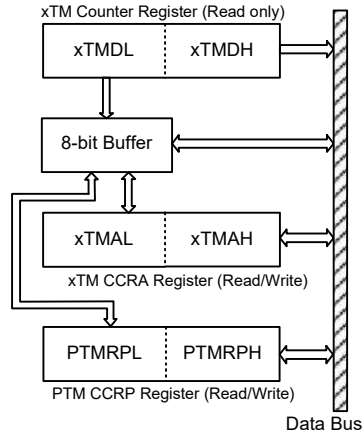 xTM Counter Register (Read only)
xTMDL xTMDH
8-bit Buffer
xTMAL xTMAH
xTM CCRA Register (Read/Write)
PTMRPL PTMRPH
PTM CCRP Register (Read/Write)
Data Bus